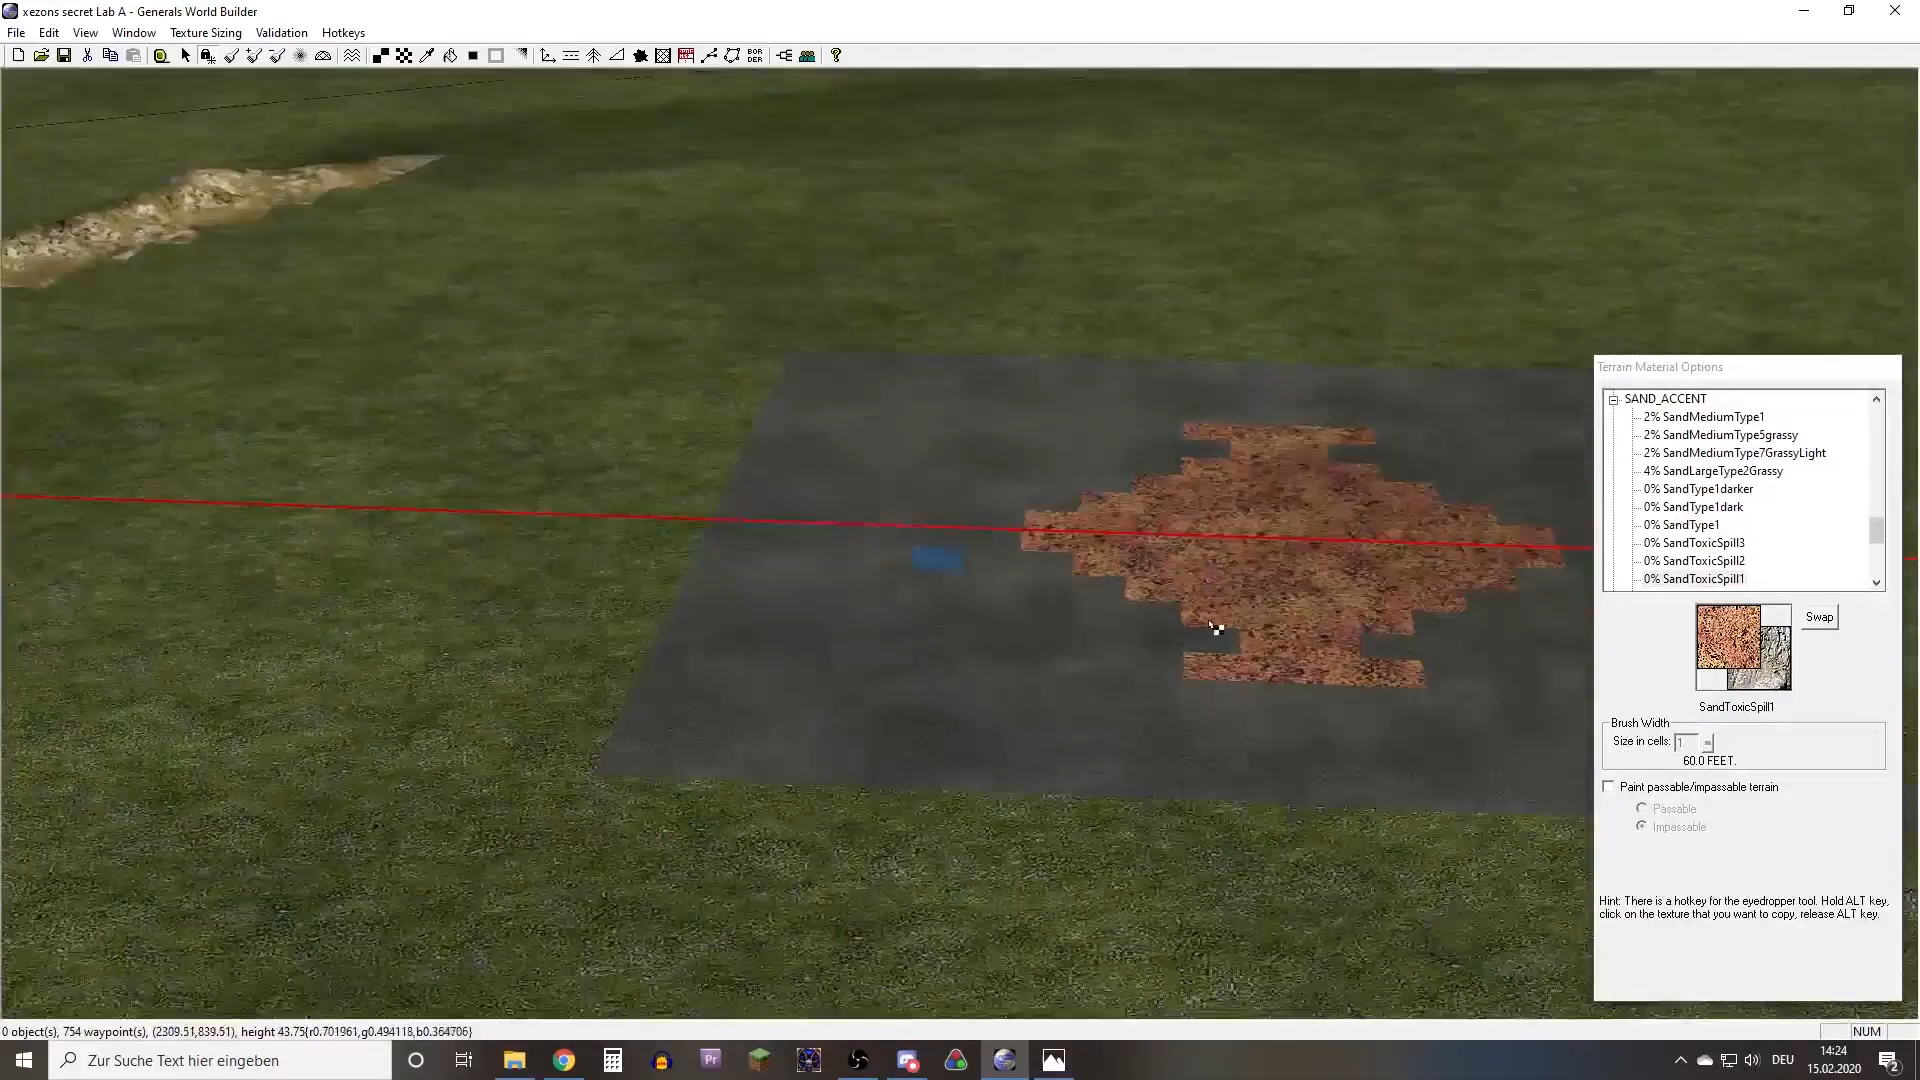 xezons secret Lab A - Generals World Builder
File Edit View Window Texture Sizing Validation Hotkeys
BOR
DER
Terrain Material Options
SAND_ACCENT
2% SandMediumType1
2% SandMediumType5grassy
2% SandMediumType7GrassyLight
4% SandLargeType2Grassy
0% SandType1darker
0% SandType1dark
0% SandType1
0% SandToxicSpill3
0% SandToxicSpill2
0% SandToxicSpill1
Swap
SandToxicSpill1
Brush Width
Size in cells: 1
60.0 FEET.
Paint passable/impassable terrain
Passable
Impassable
Hint: There is a hotkey for the eyedropper tool. Hold ALT key,
click on the texture that you want to copy, release ALT key.
0 object(s), 754 waypoint(s), (2309.51,839.51), height 43.75{r0.701961,g0.494118,b0.364706}
NUM
Zur Suche Text hier eingeben
Pr
DEU
14:24
15.02.2020
2